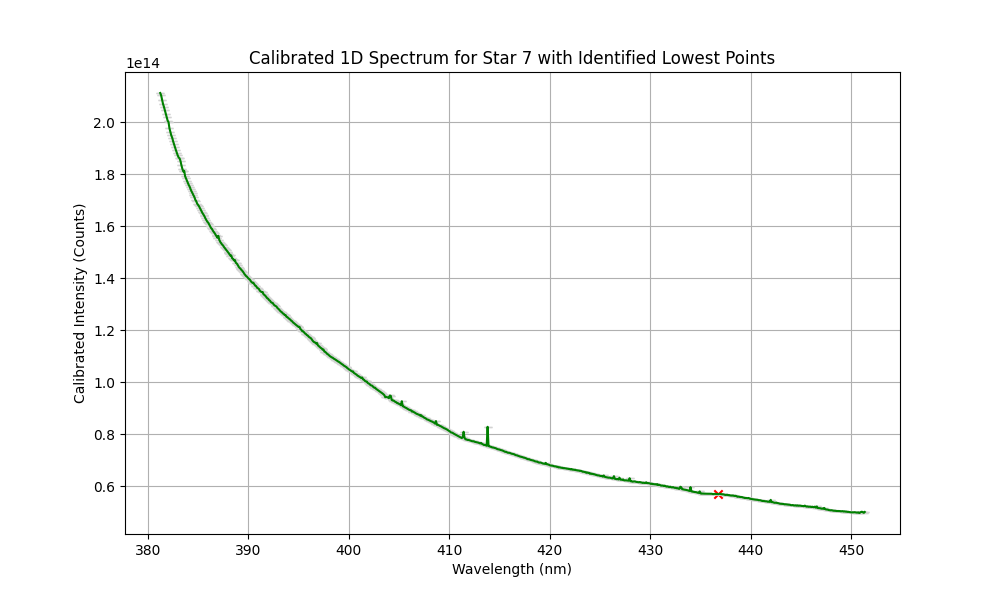 Calibrated 1D Spectrum for Star 7 with Identified Lowest Points
1e14
2.0
1.8
1.6
1.4
1.2
1.0
0.8
0.6
Calibrated Intensity (Counts)
380 390 400 410 420 430 440 450
Wavelength (nm)